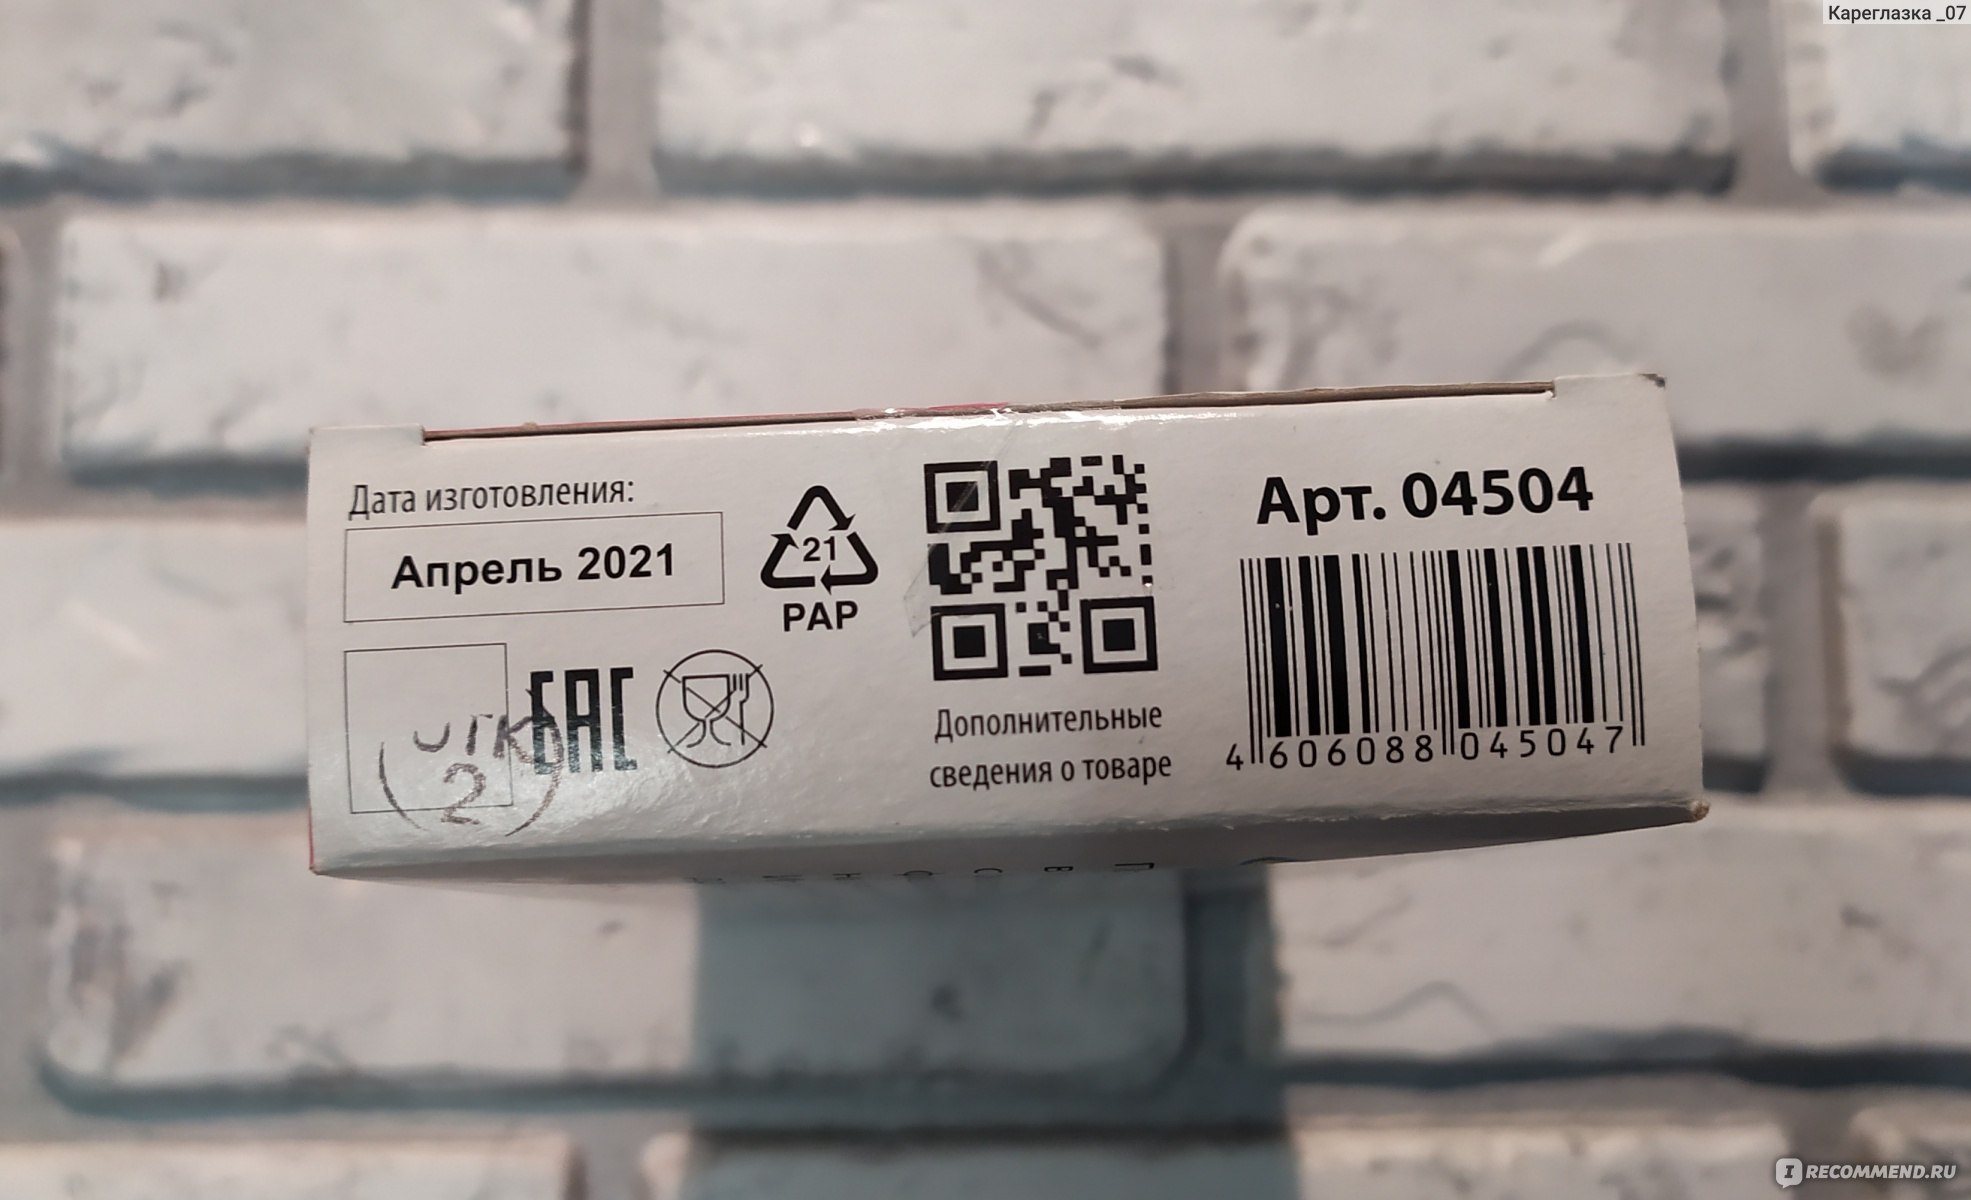 Кареглазка _07
Дата изготовления:
Апрель 2021
21
PAP
ЕАС
2
Дополнительные
сведения о товаре
Арт. 04504
4 606088 045047
IRECOMMEND.RU